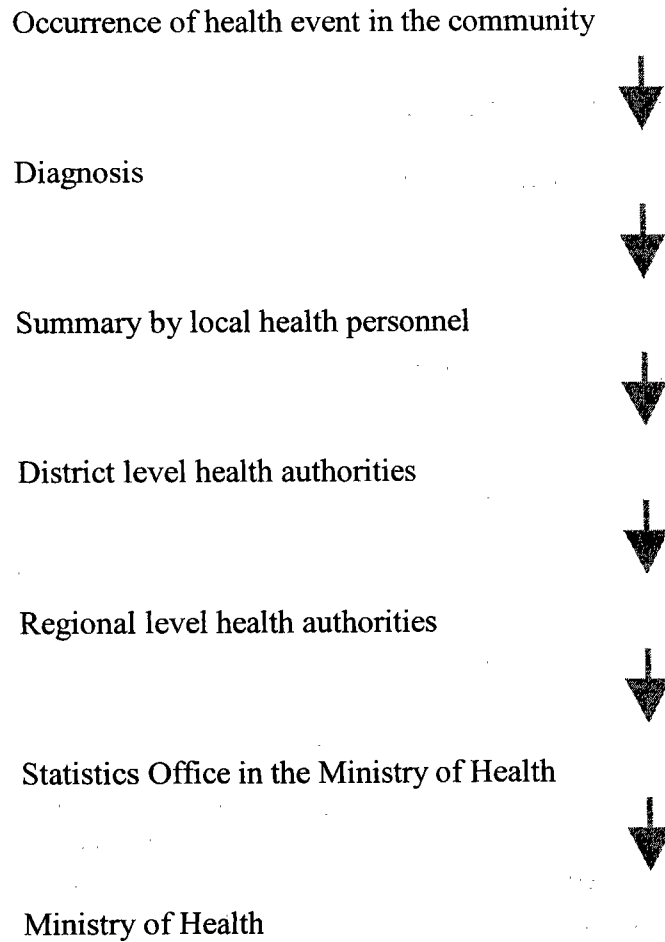 Occurrence of health event in the community
Diagnosis
Summary by local health personnel
District level health authorities
Regional level health authorities
Statistics Office in the Ministry of Health
Ministry of Health